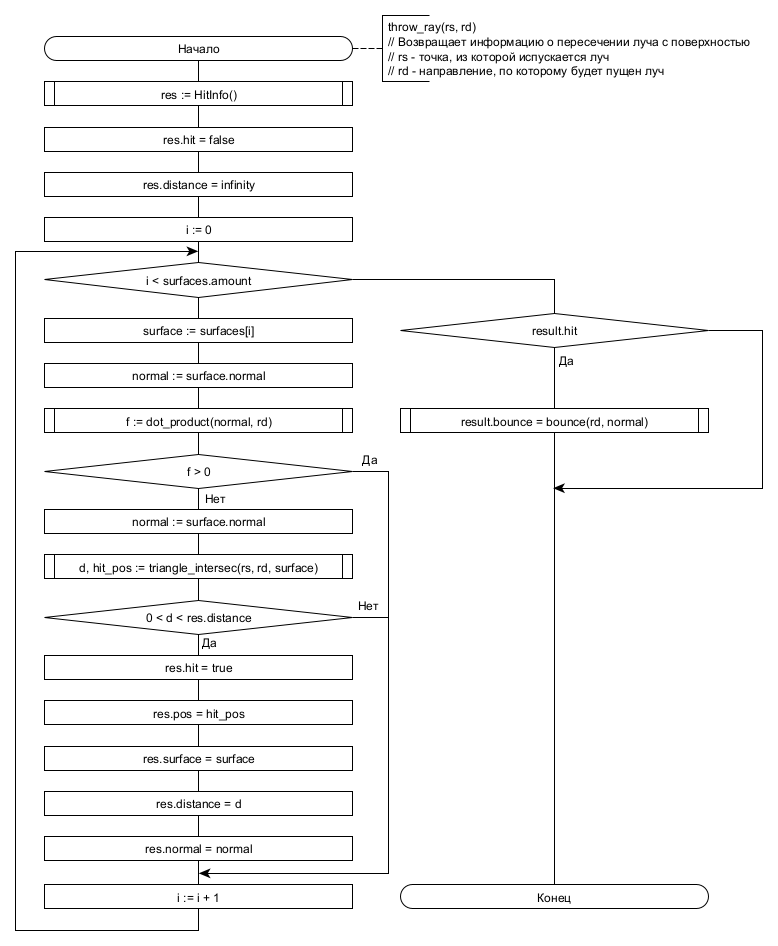 throw_ray(rs, rd)
// Возвращает информацию о пересечении луча с поверхностью
// rs - точка, из которой испускается луч
// rd - направление, по которому будет пущен луч
Начало
res := HitInfo()
res.hit = false
res.distance = infinity
i := 0
i < surfaces.amount
surface := surfaces[i]
normal := surface.normal
f := dot_product(normal, rd)
f > 0
Да
Нет
normal := surface.normal
d, hit_pos := triangle_intersec(rs, rd, surface)
0 < d < res.distance
Нет
Да
res.hit = true
res.pos = hit_pos
res.surface = surface
res.distance = d
res.normal = normal
i := i + 1
result.hit
Да
result.bounce = bounce(rd, normal)
Конец